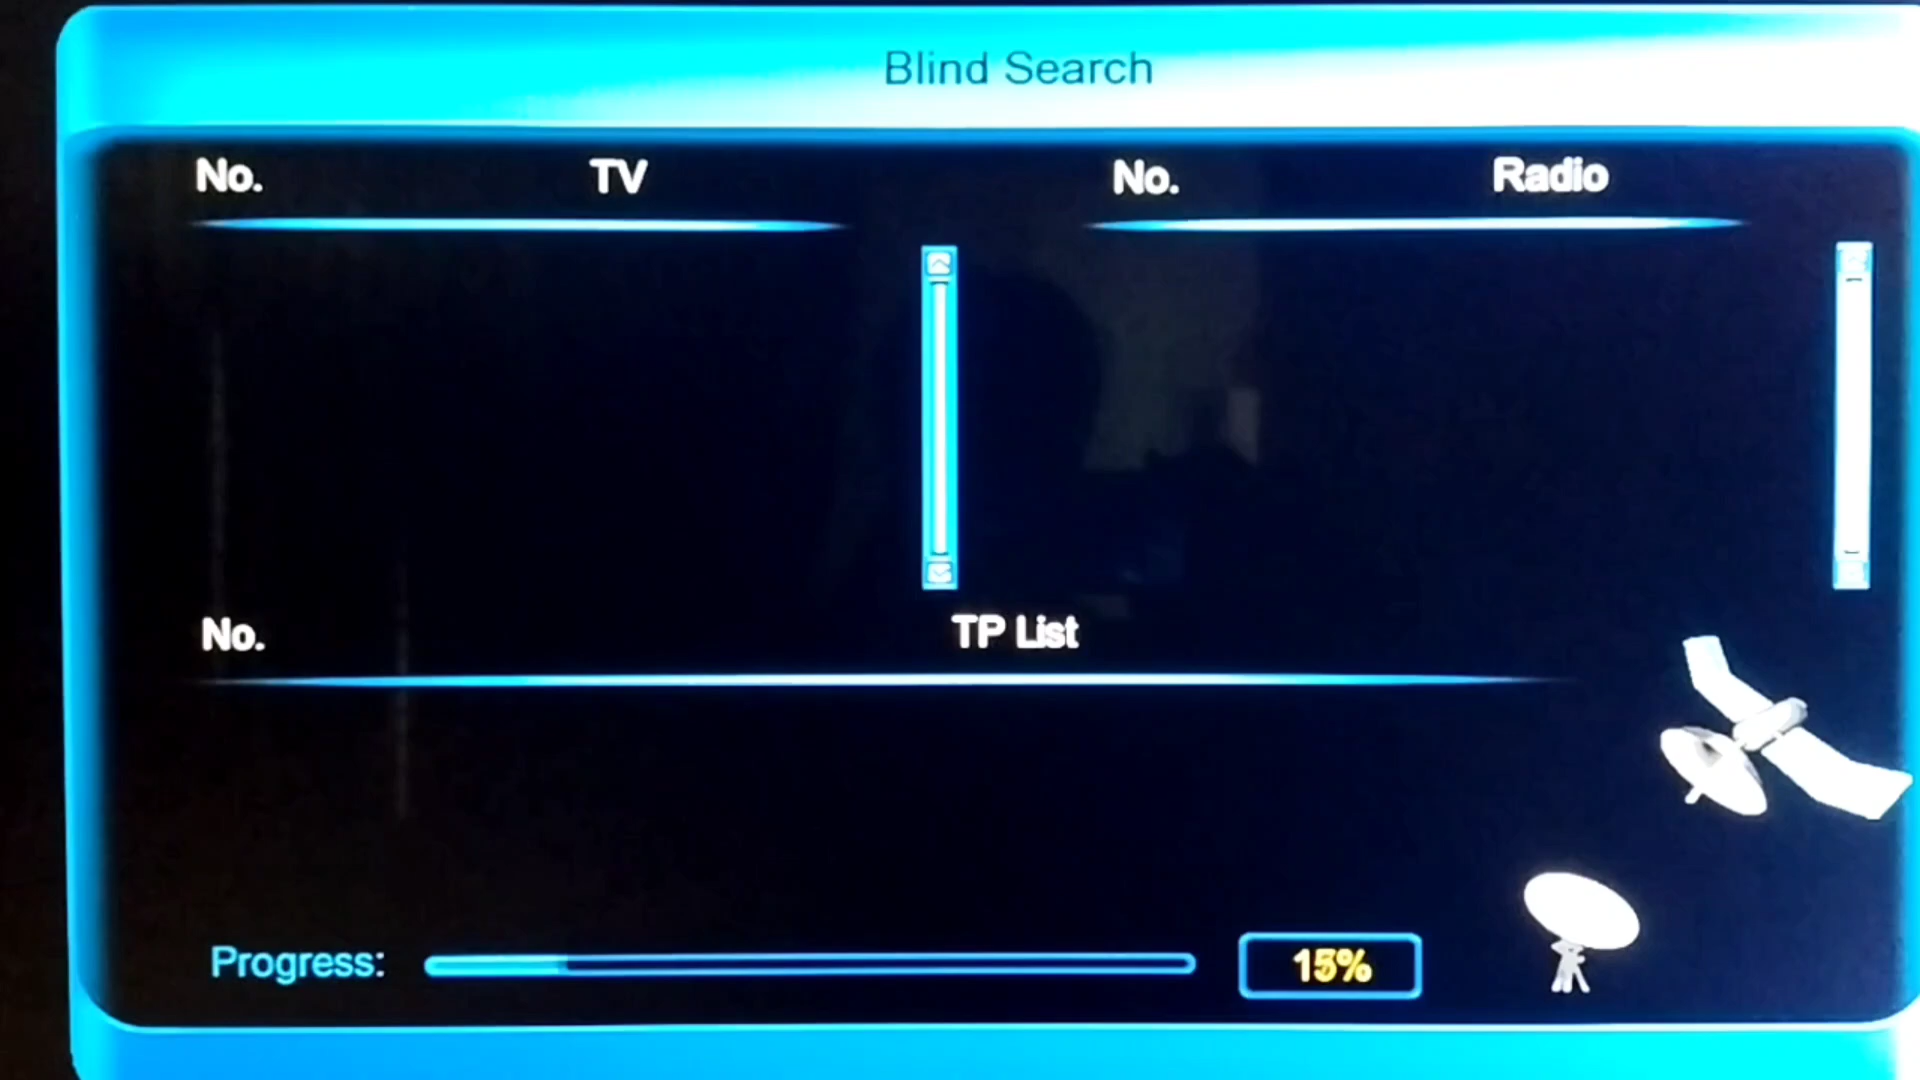 Blind Search
No. TV No. Radio
No. TP List
Progress: 15%